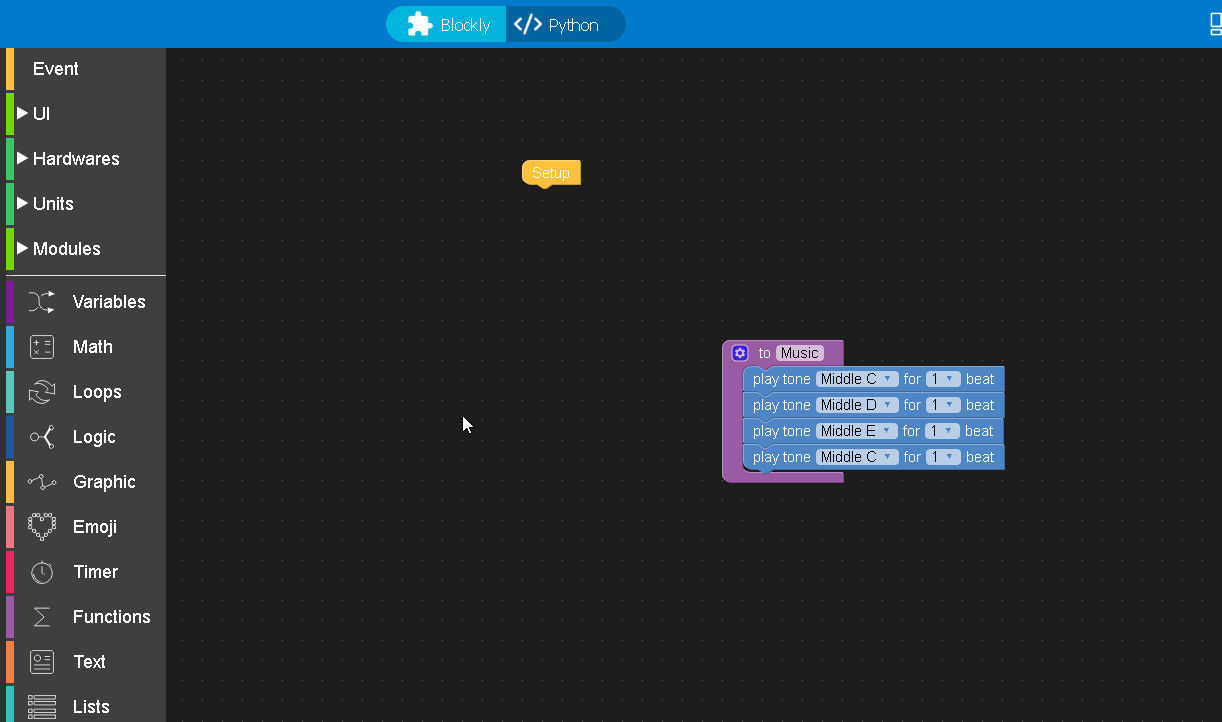 Blockly
Python
Event
UI
Hardwares
Units
Modules
Variables
Math
Loops
Logic
Graphic
Emoji
Timer
Functions
Text
Lists
Setup
to Music
play tone Middle C for 1 beat
play tone Middle D for 1 beat
play tone Middle E for 1 beat
play tone Middle C for 1 beat